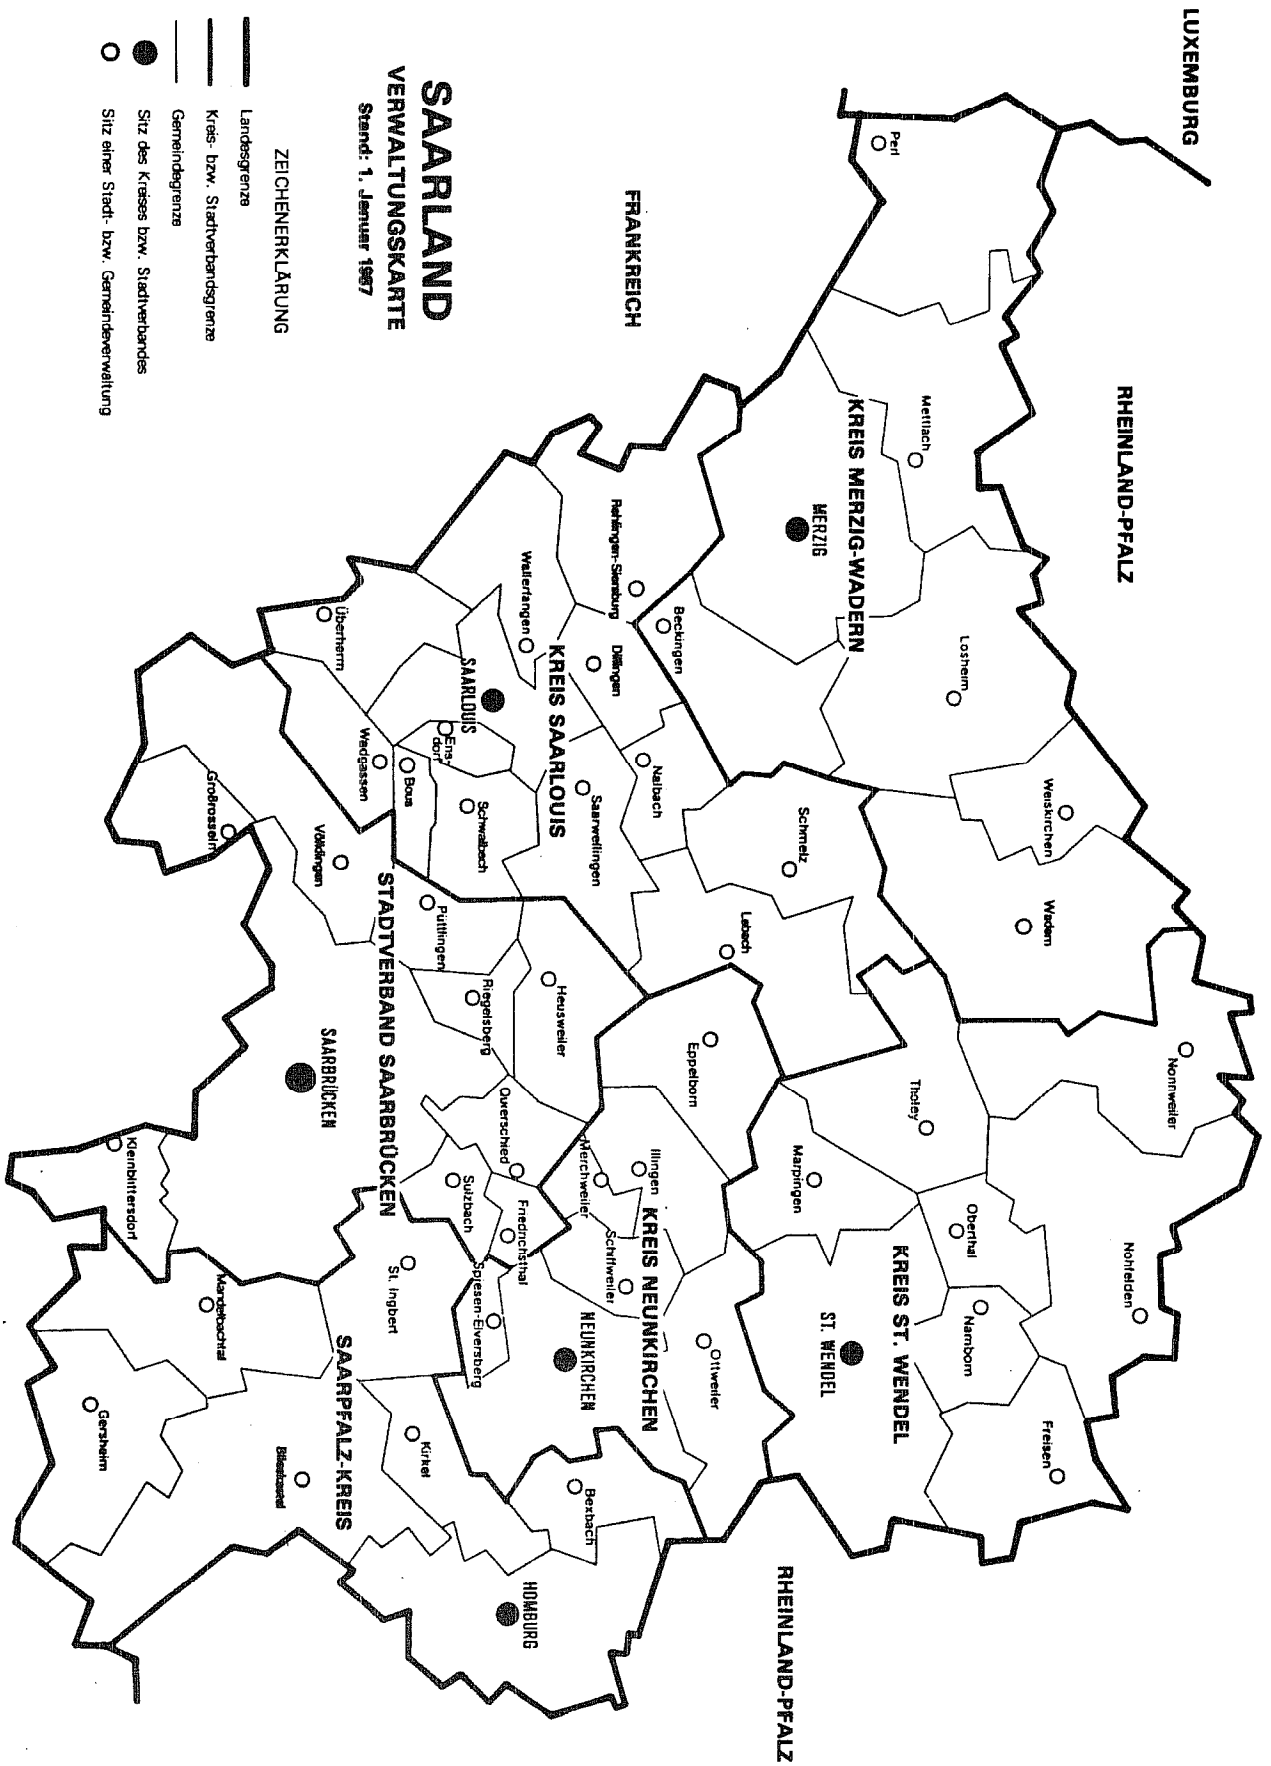 LUXEMBURG
RHEINLAND-PFALZ
Nonnweiler
Nohfelden
Perl
Weiskirchen
Wadern
Freisen
Losheim
Oberthal
Namborn
Mettlach
Tholey
KREIS ST. WENDEL
KREIS MERZIG-WADERN
MERZIG
Schmelz
Marpingen
ST. WENDEL
RHEINLAND-PFALZ
Lebach
Ottweiler
Beckingen
Nalbach
Eppelborn
FRANKREICH
Illingen
KREIS NEUNKIRCHEN
Rehlingen-Siersburg
Dillingen
Saarwellingen
Merchweiler
Schiffweiler
NEUNKIRCHEN
Bexbach
KREIS SAARLOUIS
Heusweiler
Wallerfangen
Quierschied
Friedrichsthal
HOMBURG
SAARLOUIS
Schwalbach
Riegelsberg
Spiesen-Elversberg
Ens-
dorf
Püttlingen
Sulzbach
SAARLAND
Bous
Kirkel
VERWALTUNGSKARTE
STADTVERBAND SAARBRÜCKEN
St. Ingbert
Stand: 1. Januar 1987
Wadgassen
Überherrn
Völklingen
SAARBRÜCKEN
SAARPFALZ-KREIS
Großrosseln
Mandelbachtal
Blieskastel
Kleinblittersdorf
Gersheim
ZEICHENERKLÄRUNG
Landesgrenze
Kreis- bzw. Stadtverbandsgrenze
Gemeindegrenze
Sitz des Kreises bzw. Stadtverbandes
Sitz einer Stadt- bzw. Gemeindeverwaltung